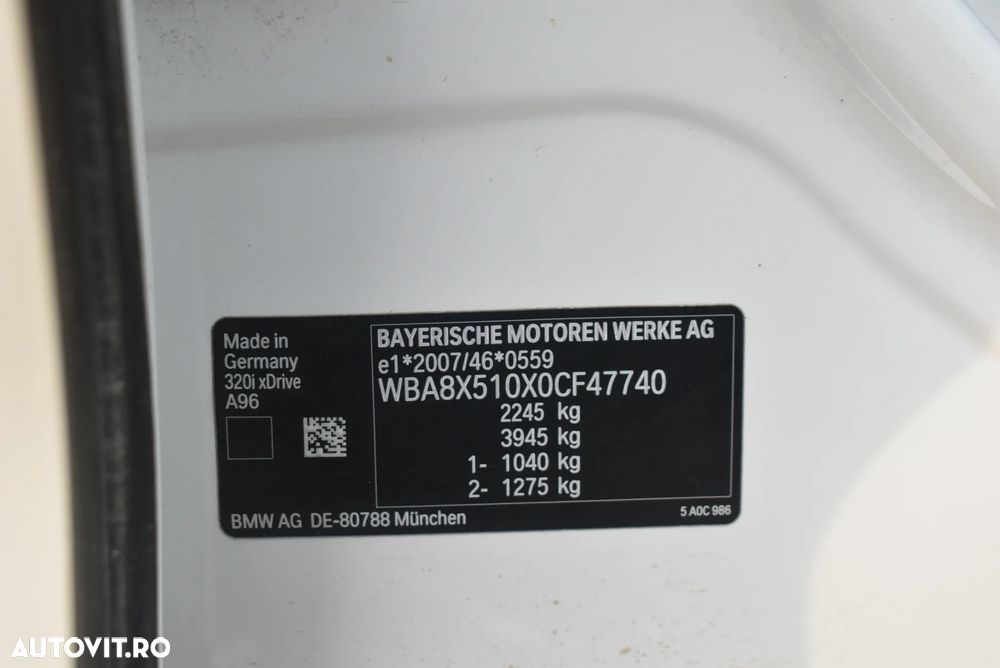 Made in
Germany
320i xDrive
A96
BAYERISCHE MOTOREN WERKE AG
e1*2007/46*0559
WBA8X510X0CF47740
2245 kg
3945 kg
1- 1040 kg
2- 1275 kg
BMW AG DE-80788 München
5 A0C 986
AUTOVIT.RO